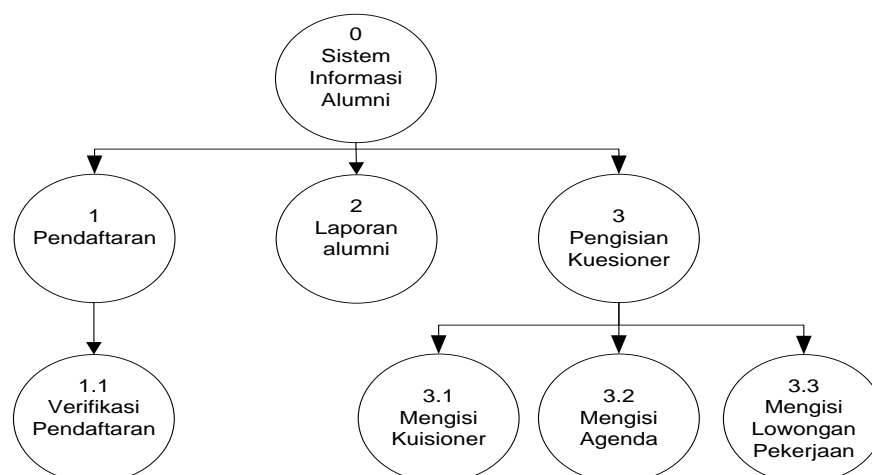 0
Sistem
Informasi
Alumni
1
Pendaftaran
2
Laporan
alumni
3
Pengisian
Kuesioner
1.1
Verifikasi
Pendaftaran
3.1
Mengisi
Kuisioner
3.2
Mengisi
Agenda
3.3
Mengisi
Lowongan
Pekerjaan